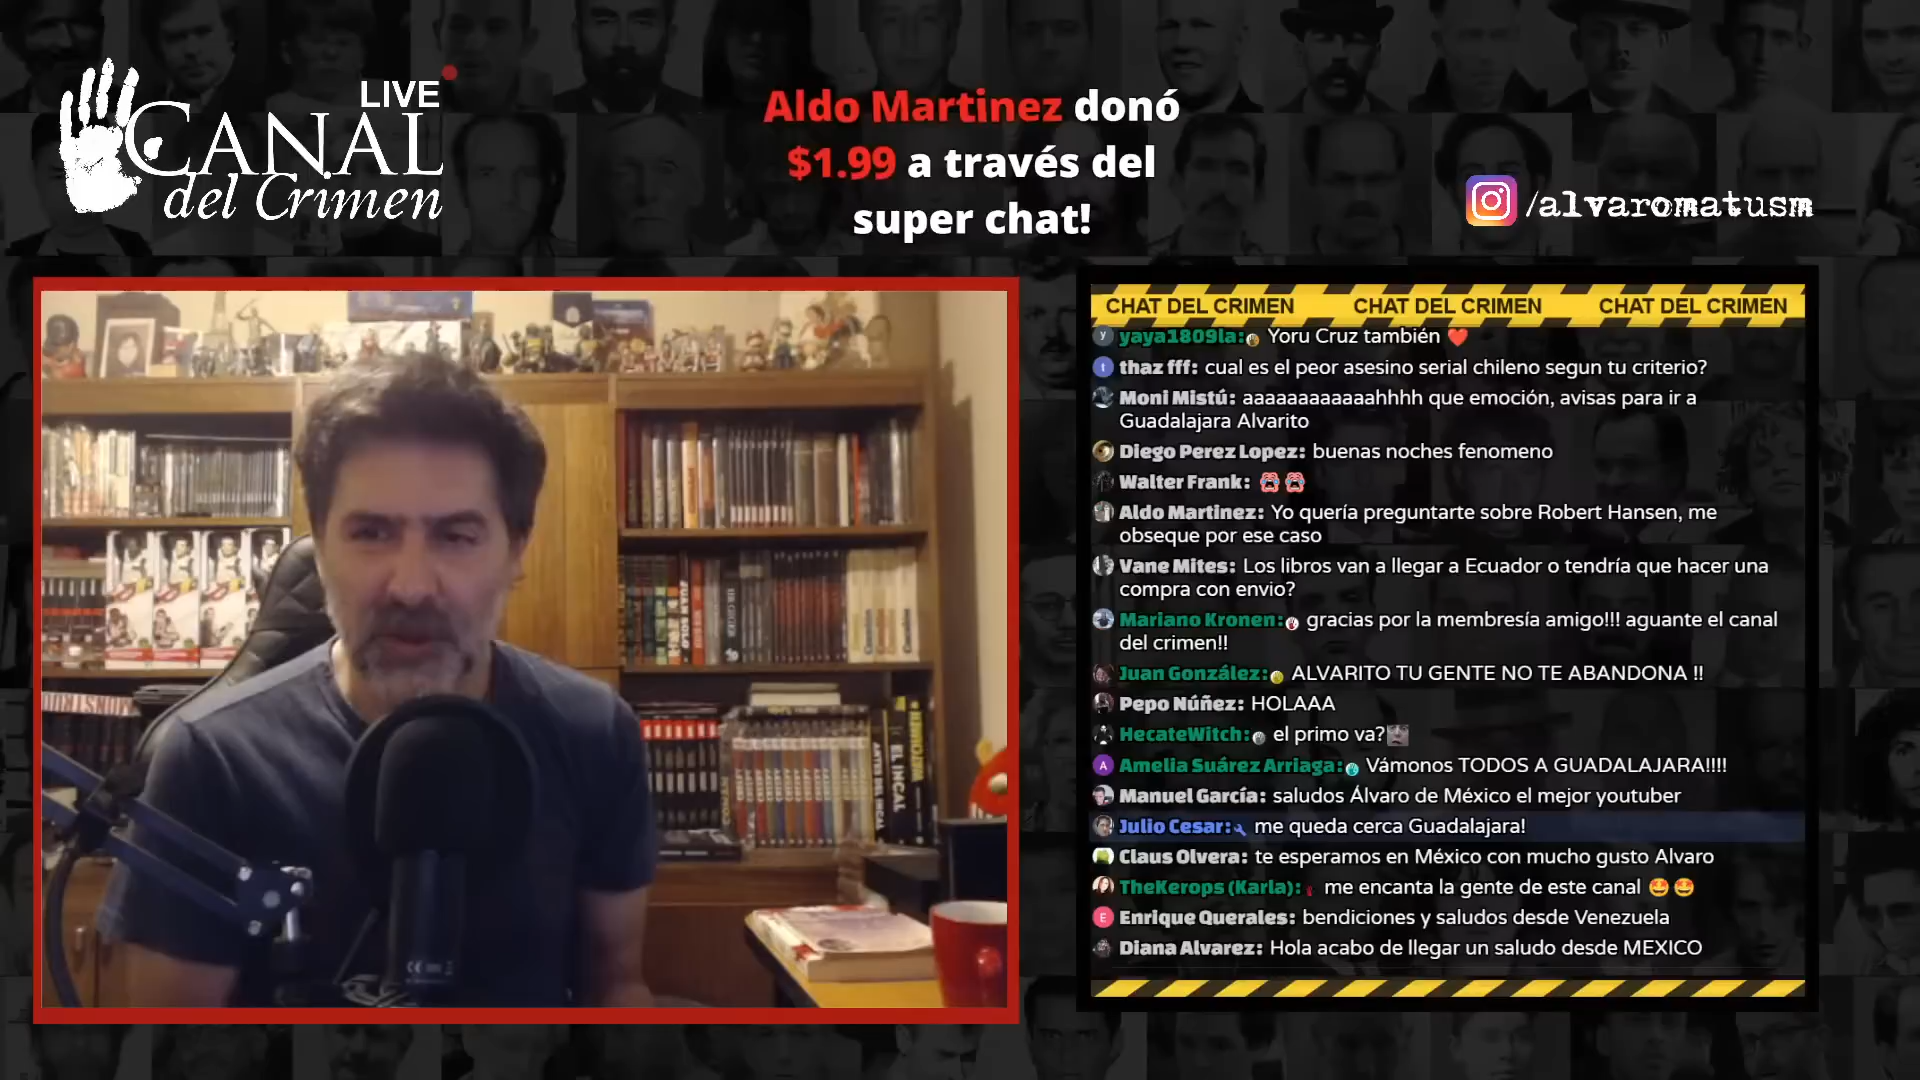 LIVE
CANAL
del Crimen
Aldo Martinez donó
$1.99 a través del
super chat!
/alvaromatusm
CHAT DEL CRIMEN CHAT DEL CRIMEN CHAT DEL CRIMEN
y yaya1809la: Yoru Cruz también ❤️
t thaz fff: cual es el peor asesino serial chileno segun tu criterio?
Moni Mistú: aaaaaaaaaaaahhhh que emoción, avisas para ir a
Guadalajara Alvarito
Diego Perez Lopez: buenas noches fenomeno
Walter Frank:
Aldo Martinez: Yo quería preguntarte sobre Robert Hansen, me
obseque por ese caso
Vane Mites: Los libros van a llegar a Ecuador o tendría que hacer una
compra con envio?
Mariano Kronen: gracias por la membresía amigo!!! aguante el canal
del crimen!!
Juan González: ALVARITO TU GENTE NO TE ABANDONA !!
Pepo Núñez: HOLAAA
HecateWitch: el primo va?
A Amelia Suárez Arriaga: Vámonos TODOS A GUADALAJARA!!!!
Manuel García: saludos Álvaro de México el mejor youtuber
Julio Cesar: me queda cerca Guadalajara!
Claus Olvera: te esperamos en México con mucho gusto Alvaro
TheKerops (Karla): me encanta la gente de este canal 🤩🤩
E Enrique Querales: bendiciones y saludos desde Venezuela
Diana Alvarez: Hola acabo de llegar un saludo desde MEXICO
JUAN SOLO
EL INCAL